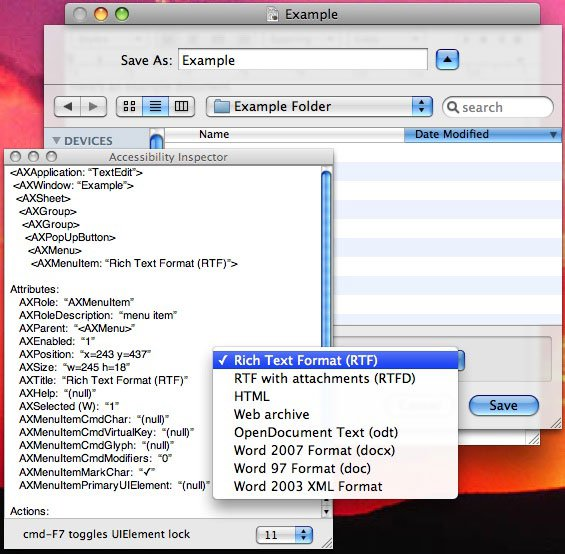 Example
Save As: Example
Example Folder
search
DEVICES
Name
Date Modified
Accessibility Inspector
<AXApplication: “TextEdit”>
<AXWindow: “Example”>
<AXSheet>
<AXGroup>
<AXGroup>
<AXPopUpButton>
<AXMenu>
<AXMenuItem: “Rich Text Format (RTF)”>
Attributes:
AXRole: “AXMenuItem”
AXRoleDescription: “menu item”
AXParent: “<AXMenu>”
AXEnabled: “1”
AXPosition: “x=243 y=437”
AXSize: “w=245 h=18”
AXTitle: “Rich Text Format (RTF)”
AXHelp: “(null)”
AXSelected (W): “1”
AXMenuItemCmdChar: “(null)”
AXMenuItemCmdVirtualKey: “(null)”
AXMenuItemCmdGlyph: “(null)”
AXMenuItemCmdModifiers: “0”
AXMenuItemMarkChar: “✓”
AXMenuItemPrimaryUIElement: “(null)”
Actions:
cmd-F7 toggles UIElement lock
11
✓ Rich Text Format (RTF)
RTF with attachments (RTFD)
HTML
Web archive
OpenDocument Text (odt)
Word 2007 Format (docx)
Word 97 Format (doc)
Word 2003 XML Format
Save